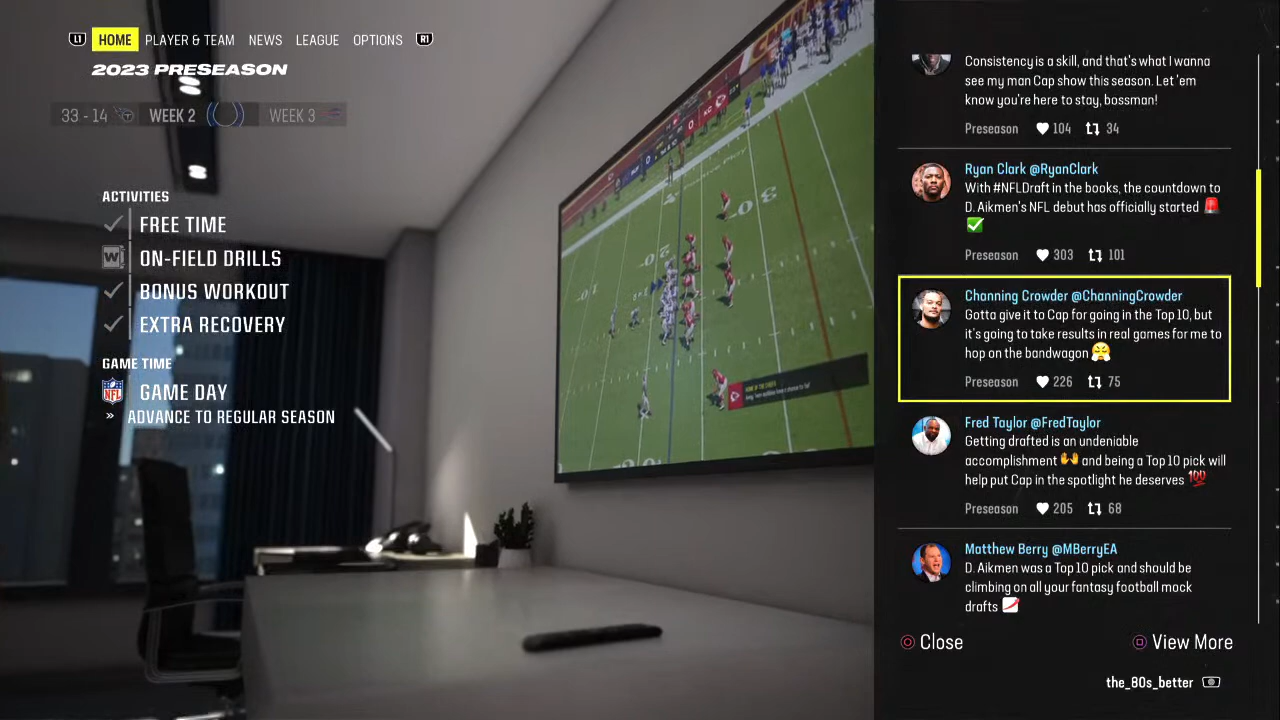 L1 HOME PLAYER & TEAM NEWS LEAGUE OPTIONS R1
2023 PRESEASON
33 - 14 WEEK 2 WEEK 3
ACTIVITIES
FREE TIME
W ON-FIELD DRILLS
BONUS WORKOUT
EXTRA RECOVERY
GAME TIME
NFL GAME DAY
» ADVANCE TO REGULAR SEASON
Consistency is a skill, and that's what I wanna
see my man Cap show this season. Let 'em
know you're here to stay, bossman!
Preseason 104 34
Ryan Clark @RyanClark
With #NFLDraft in the books, the countdown to
D. Aikmen's NFL debut has officially started 🚨
✅
Preseason 303 101
Channing Crowder @ChanningCrowder
Gotta give it to Cap for going in the Top 10, but
it's going to take results in real games for me to
hop on the bandwagon 😤
Preseason 226 75
Fred Taylor @FredTaylor
Getting drafted is an undeniable
accomplishment 🙌 and being a Top 10 pick will
help put Cap in the spotlight he deserves 💯
Preseason 205 68
Matthew Berry @MBerryEA
D. Aikmen was a Top 10 pick and should be
climbing on all your fantasy football mock
drafts 📈
Close View More
the_80s_better